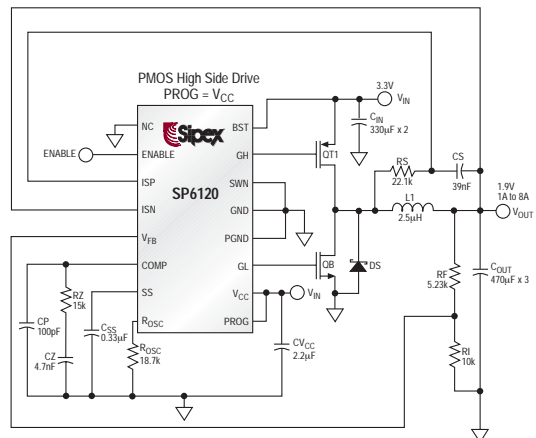 PMOS High Side Drive
PROG = VCC
Sipex
SP6120
NC
ENABLE
ENABLE
ISP
ISN
VFB
COMP
SS
ROSC
BST
GH
SWN
GND
PGND
GL
VCC
PROG
3.3V
VIN
CIN
330µF x 2
QT1
RS
22.1k
CS
39nF
L1
2.5µH
1.9V
1A to 8A
VOUT
QB
DS
RF
5.23k
COUT
470µF x 3
RI
10k
VIN
CVCC
2.2µF
RZ
15k
CP
100pF
CZ
4.7nF
CSS
0.33µF
ROSC
18.7k